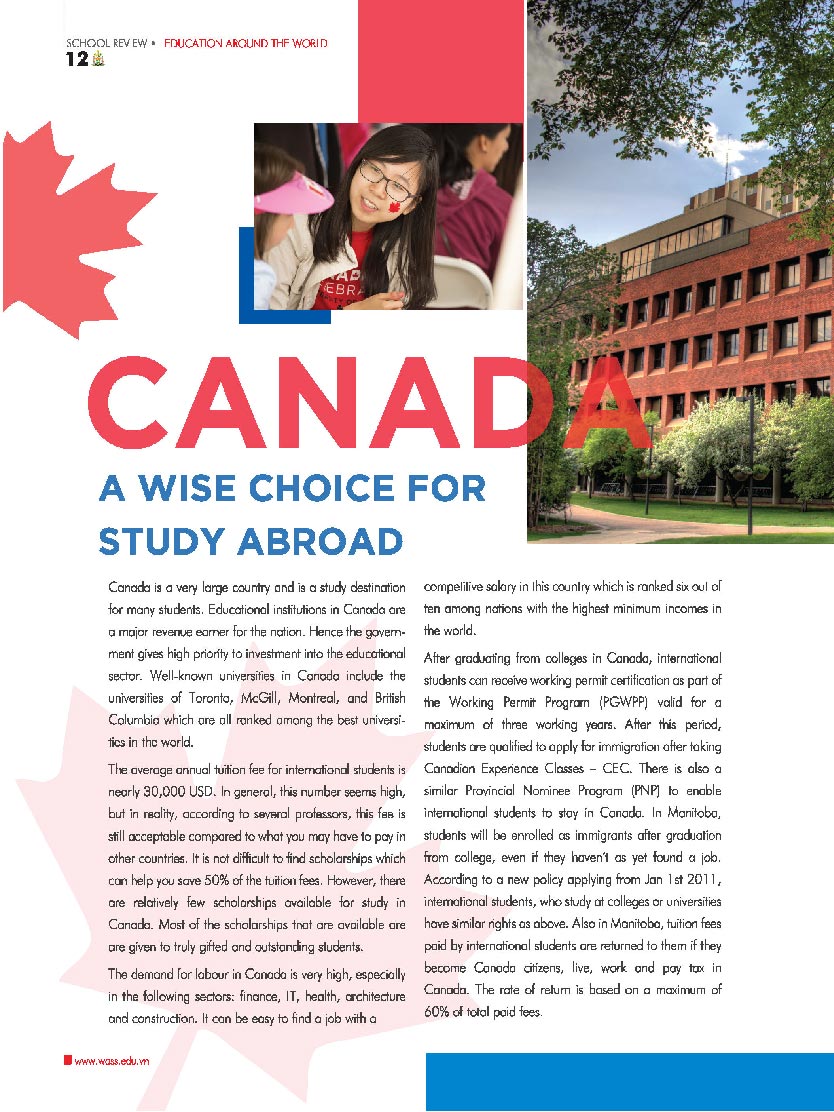 SCHOOL REVIEW • EDUCATION AROUND THE WORLD
12
CANADA
A WISE CHOICE FOR
STUDY ABROAD
Canada is a very large country and is a study destination
for many students. Educational institutions in Canada are
a major revenue earner for the nation. Hence the govern-
ment gives high priority to investment into the educational
sector. Well-known universities in Canada include the
universities of Toronto, McGill, Montreal, and British
Columbia which are all ranked among the best universi-
ties in the world.
The average annual tuition fee for international students is
nearly 30,000 USD. In general, this number seems high,
but in reality, according to several professors, this fee is
still acceptable compared to what you may have to pay in
other countries. It is not difficult to find scholarships which
can help you save 50% of the tuition fees. However, there
are relatively few scholarships available for study in
Canada. Most of the scholarships that are available are
are given to truly gifted and outstanding students.
The demand for labour in Canada is very high, especially
in the following sectors: finance, IT, health, architecture
and construction. It can be easy to find a job with a
competitive salary in this country which is ranked six out of
ten among nations with the highest minimum incomes in
the world.
After graduating from colleges in Canada, international
students can receive working permit certification as part of
the Working Permit Program (PGWPP) valid for a
maximum of three working years. After this period,
students are qualified to apply for immigration after taking
Canadian Experience Classes – CEC. There is also a
similar Provincial Nominee Program (PNP) to enable
international students to stay in Canada. In Manitoba,
students will be enrolled as immigrants after graduation
from college, even if they haven't as yet found a job.
According to a new policy applying from Jan 1st 2011,
international students, who study at colleges or universities
have similar rights as above. Also in Manitoba, tuition fees
paid by international students are returned to them if they
become Canada citizens, live, work and pay tax in
Canada. The rate of return is based on a maximum of
60% of total paid fees.
www.wass.edu.vn